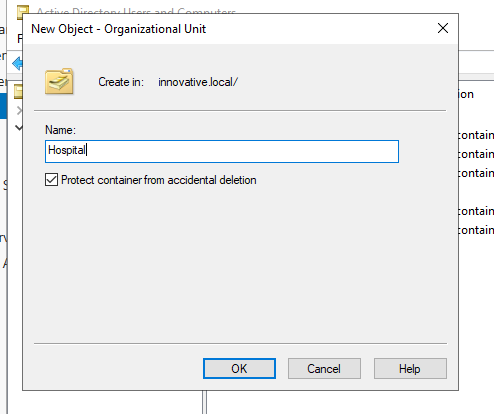 Active Directory Users and Computers
New Object - Organizational Unit
Create in: innovative.local/
Name:
Hospital
Protect container from accidental deletion
OK Cancel Help
contain
contain
contain
contain
contain